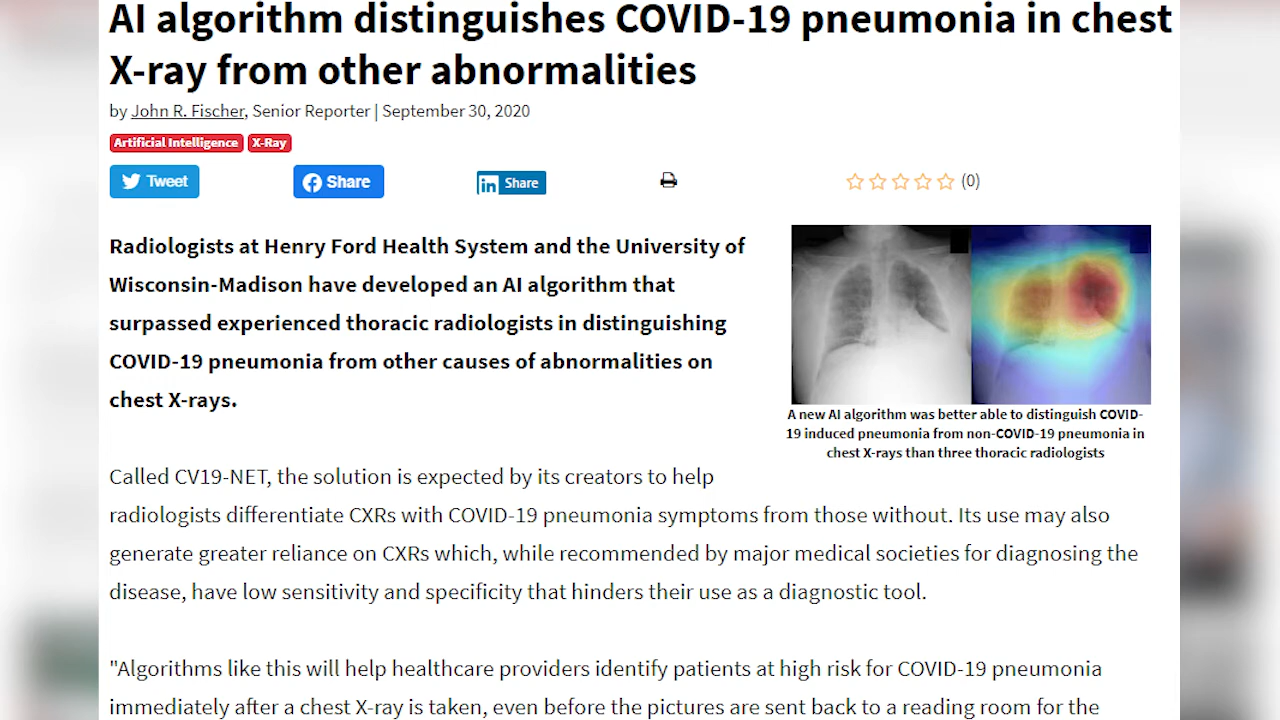 AI algorithm distinguishes COVID-19 pneumonia in chest
X-ray from other abnormalities
by John R. Fischer, Senior Reporter | September 30, 2020
Artificial Intelligence X-Ray
Tweet Share in Share (0)
Radiologists at Henry Ford Health System and the University of
Wisconsin-Madison have developed an AI algorithm that
surpassed experienced thoracic radiologists in distinguishing
COVID-19 pneumonia from other causes of abnormalities on
chest X-rays.
A new AI algorithm was better able to distinguish COVID-
19 induced pneumonia from non-COVID-19 pneumonia in
chest X-rays than three thoracic radiologists
Called CV19-NET, the solution is expected by its creators to help
radiologists differentiate CXRs with COVID-19 pneumonia symptoms from those without. Its use may also
generate greater reliance on CXRs which, while recommended by major medical societies for diagnosing the
disease, have low sensitivity and specificity that hinders their use as a diagnostic tool.
"Algorithms like this will help healthcare providers identify patients at high risk for COVID-19 pneumonia
immediately after a chest X-ray is taken, even before the pictures are sent back to a reading room for the